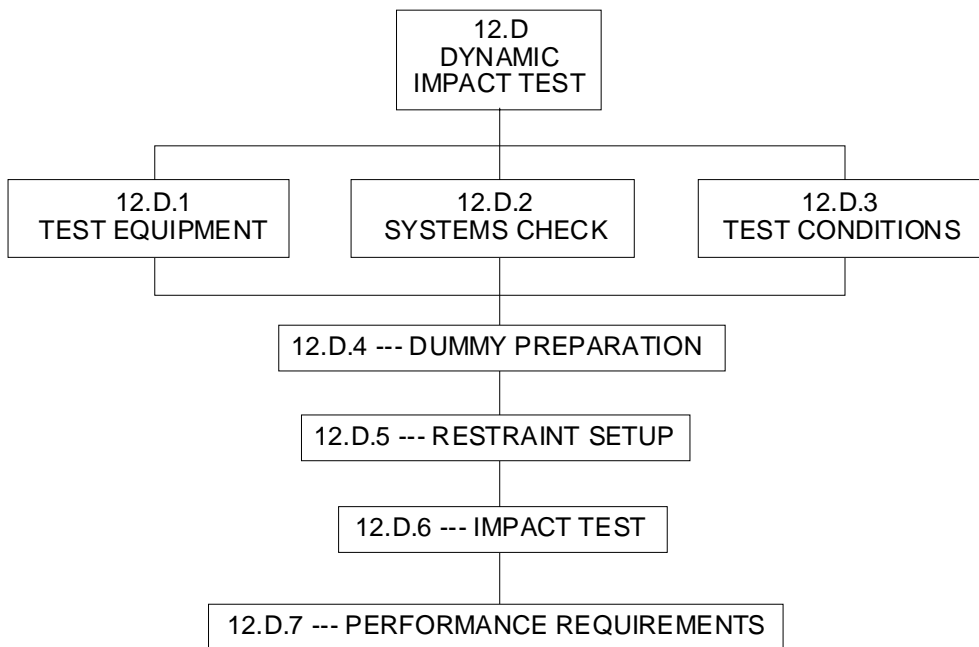 12.D
DYNAMIC
IMPACT TEST
12.D.1
TEST EQUIPMENT
12.D.2
SYSTEMS CHECK
12.D.3
TEST CONDITIONS
12.D.4 --- DUMMY PREPARATION
12.D.5 --- RESTRAINT SETUP
12.D.6 --- IMPACT TEST
12.D.7 --- PERFORMANCE REQUIREMENTS